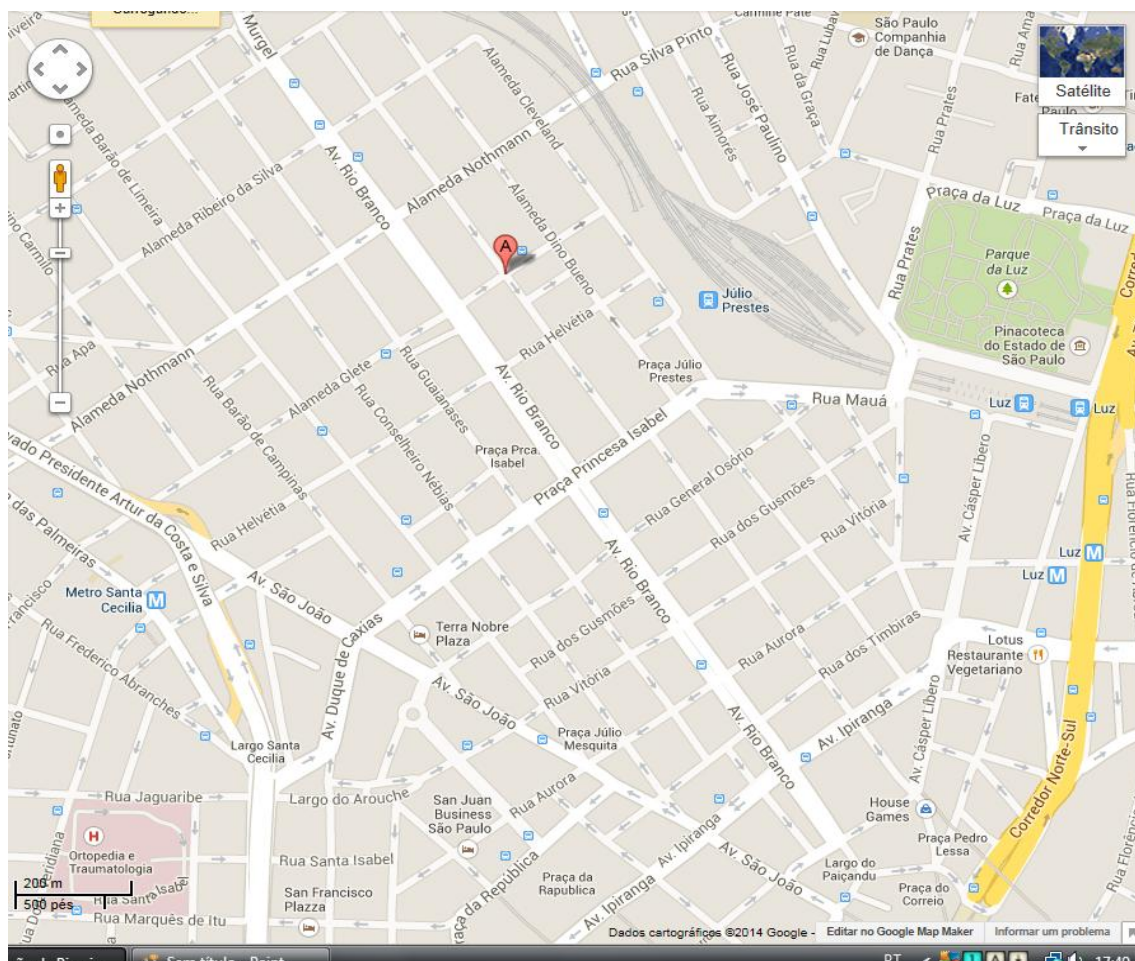 Carregando...
São Paulo
Companhia
de Dança
Satélite
Trânsito
Murgel
Rua Silva Pinto
Rua José Paulino
Rua da Graça
Rua Aimorés
Rua Prates
Alameda Cleveland
Alameda Nothmann
Alameda Barão de Limeira
Av. Rio Branco
Alameda Ribeiro da Silva
Praça da Luz
Praça da Luz
Alameda Dino Bueno
A
Parque
da Luz
Rua Prates
Júlio
Prestes
Pinacoteca
do Estado de
São Paulo
Rua Helvétia
Rua Apa
Alameda Nothmann
Alameda Glete
Rua Guaianases
Praça Júlio
Prestes
Av. Rio Branco
Rua Mauá
Luz
Luz
Rua Barão de Campinas
Rua Conselheiro Nébias
Praça Prca.
Isabel
Praça Princesa Isabel
Rua General Osório
Rua dos Gusmões
Rua Vitória
Av. Cásper Líbero
vado Presidente Artur da Costa e Silva
das Palmeiras
Rua Helvétia
Av. Rio Branco
Luz
Luz
Metro Santa
Cecilia
Av. São João
Av. Duque de Caxias
Terra Nobre
Plaza
Rua dos Gusmões
Rua Aurora
Rua dos Timbiras
Lotus
Restaurante
Vegetariano
Rua Frederico Abranches
Rua Vitória
Av. São João
Largo Santa
Cecilia
Praça Júlio
Mesquita
Av. Rio Branco
Av. Ipiranga
Av. Cásper Líbero
Corredor Norte-Sul
Rua Jaguaribe
Largo do Arouche
San Juan
Business
São Paulo
Rua Aurora
House
Games
Ortopedia e
Traumatologia
Rua Santa Isabel
Av. Ipiranga
Av. São João
Praça Pedro
Lessa
Praça da
Rapublica
Largo do
Paiçandu
Praça do
Correio
San Francisco
Plazza
Praça da República
Av. Ipiranga
200 m
500 pés
Rua Santa Isabel
Rua Marquês de Itu
Dados cartográficos ©2014 Google -
Editar no Google Map Maker
Informar um problema
PT
17:49